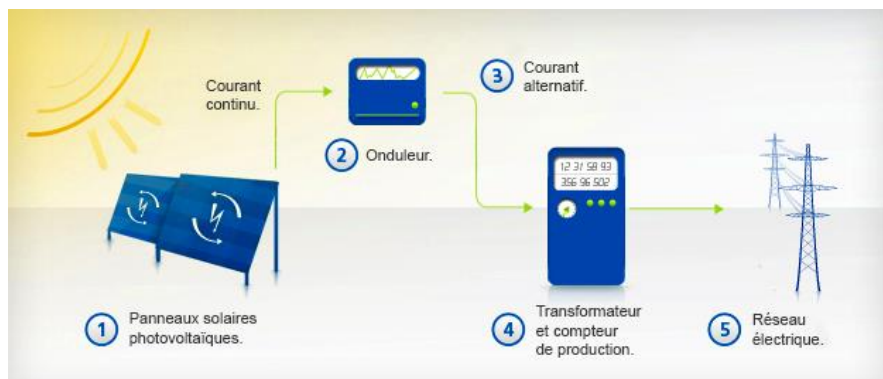 Courant
continu.
3
Courant
alternatif.
2
Onduleur.
12 31 58 93
356 96 502
1
Panneaux solaires
photovoltaïques.
4
Transformateur
et compteur
de production.
5
Réseau
électrique.